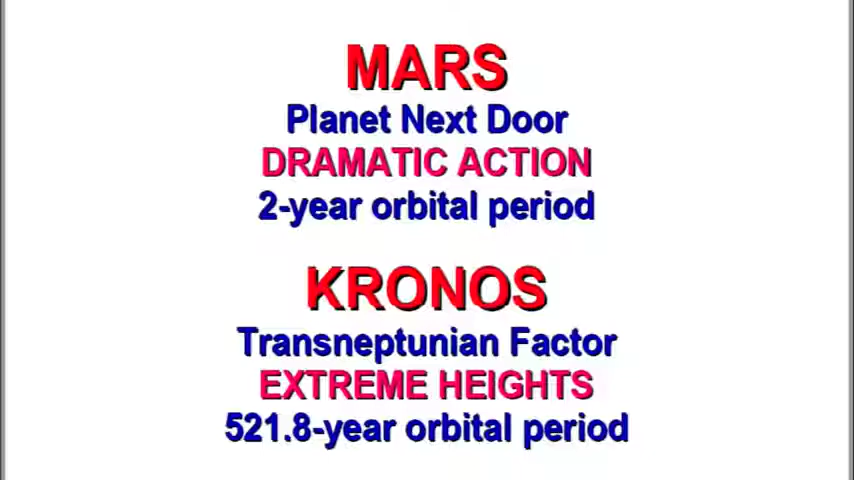 MARS
Planet Next Door
DRAMATIC ACTION
2-year orbital period
KRONOS
Transneptunian Factor
EXTREME HEIGHTS
521.8-year orbital period